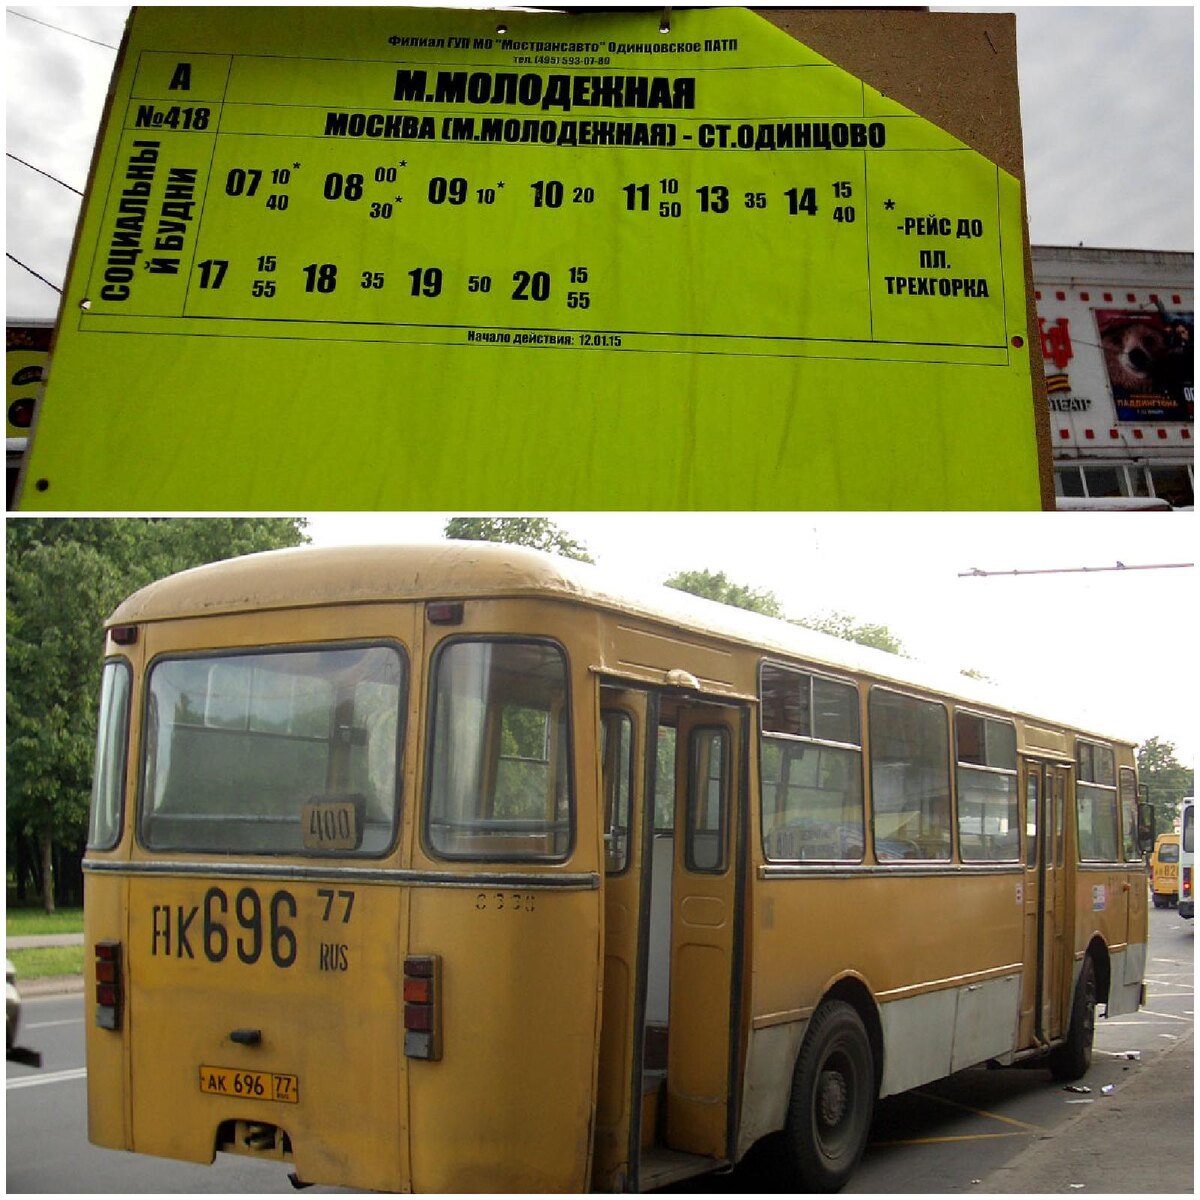 Филиал ГУП МО "Мострансавто" Одинцовское ПАТП
тел. (495) 593-07-80
А
М.МОЛОДЕЖНАЯ
№418
МОСКВА (М.МОЛОДЕЖНАЯ) - СТ.ОДИНЦОВО
СОЦИАЛЬНЫ
Й БУДНИ
07 10* 40
08 00* 30*
09 10*
10 20
11 10 50
13 35
14 15 40
17 15 55
18 35
19 50
20 15 55
* -РЕЙС ДО
ПЛ.
ТРЕХГОРКА
Начало действия: 12.01.15
ПАДДИНГТОНА
400
АК696 77
RUS
АК 696 77
RUS